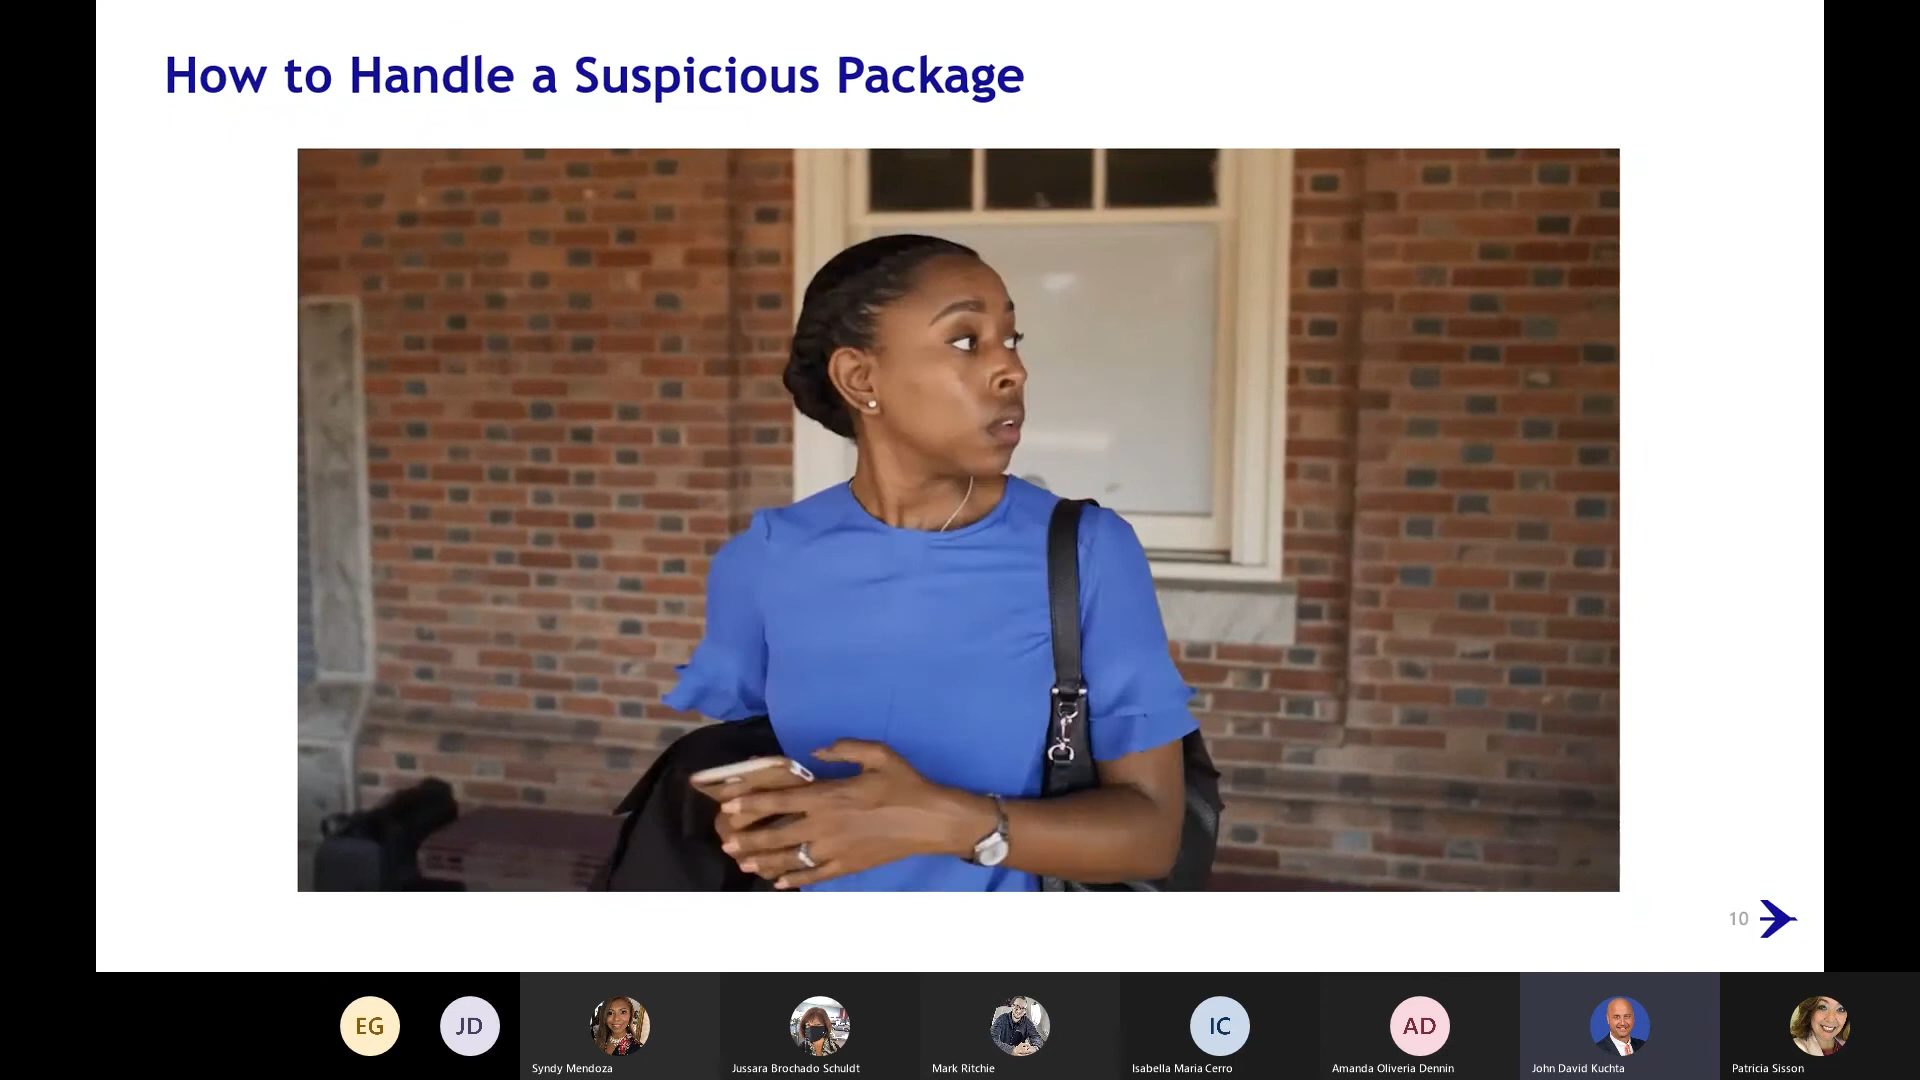 How to Handle a Suspicious Package
10
EG
JD
IC
AD
Syndy Mendoza
Jussara Brochado Schuldt
Mark Ritchie
Isabella Maria Cerro
Amanda Oliveria Dennin
John David Kuchta
Patricia Sisson